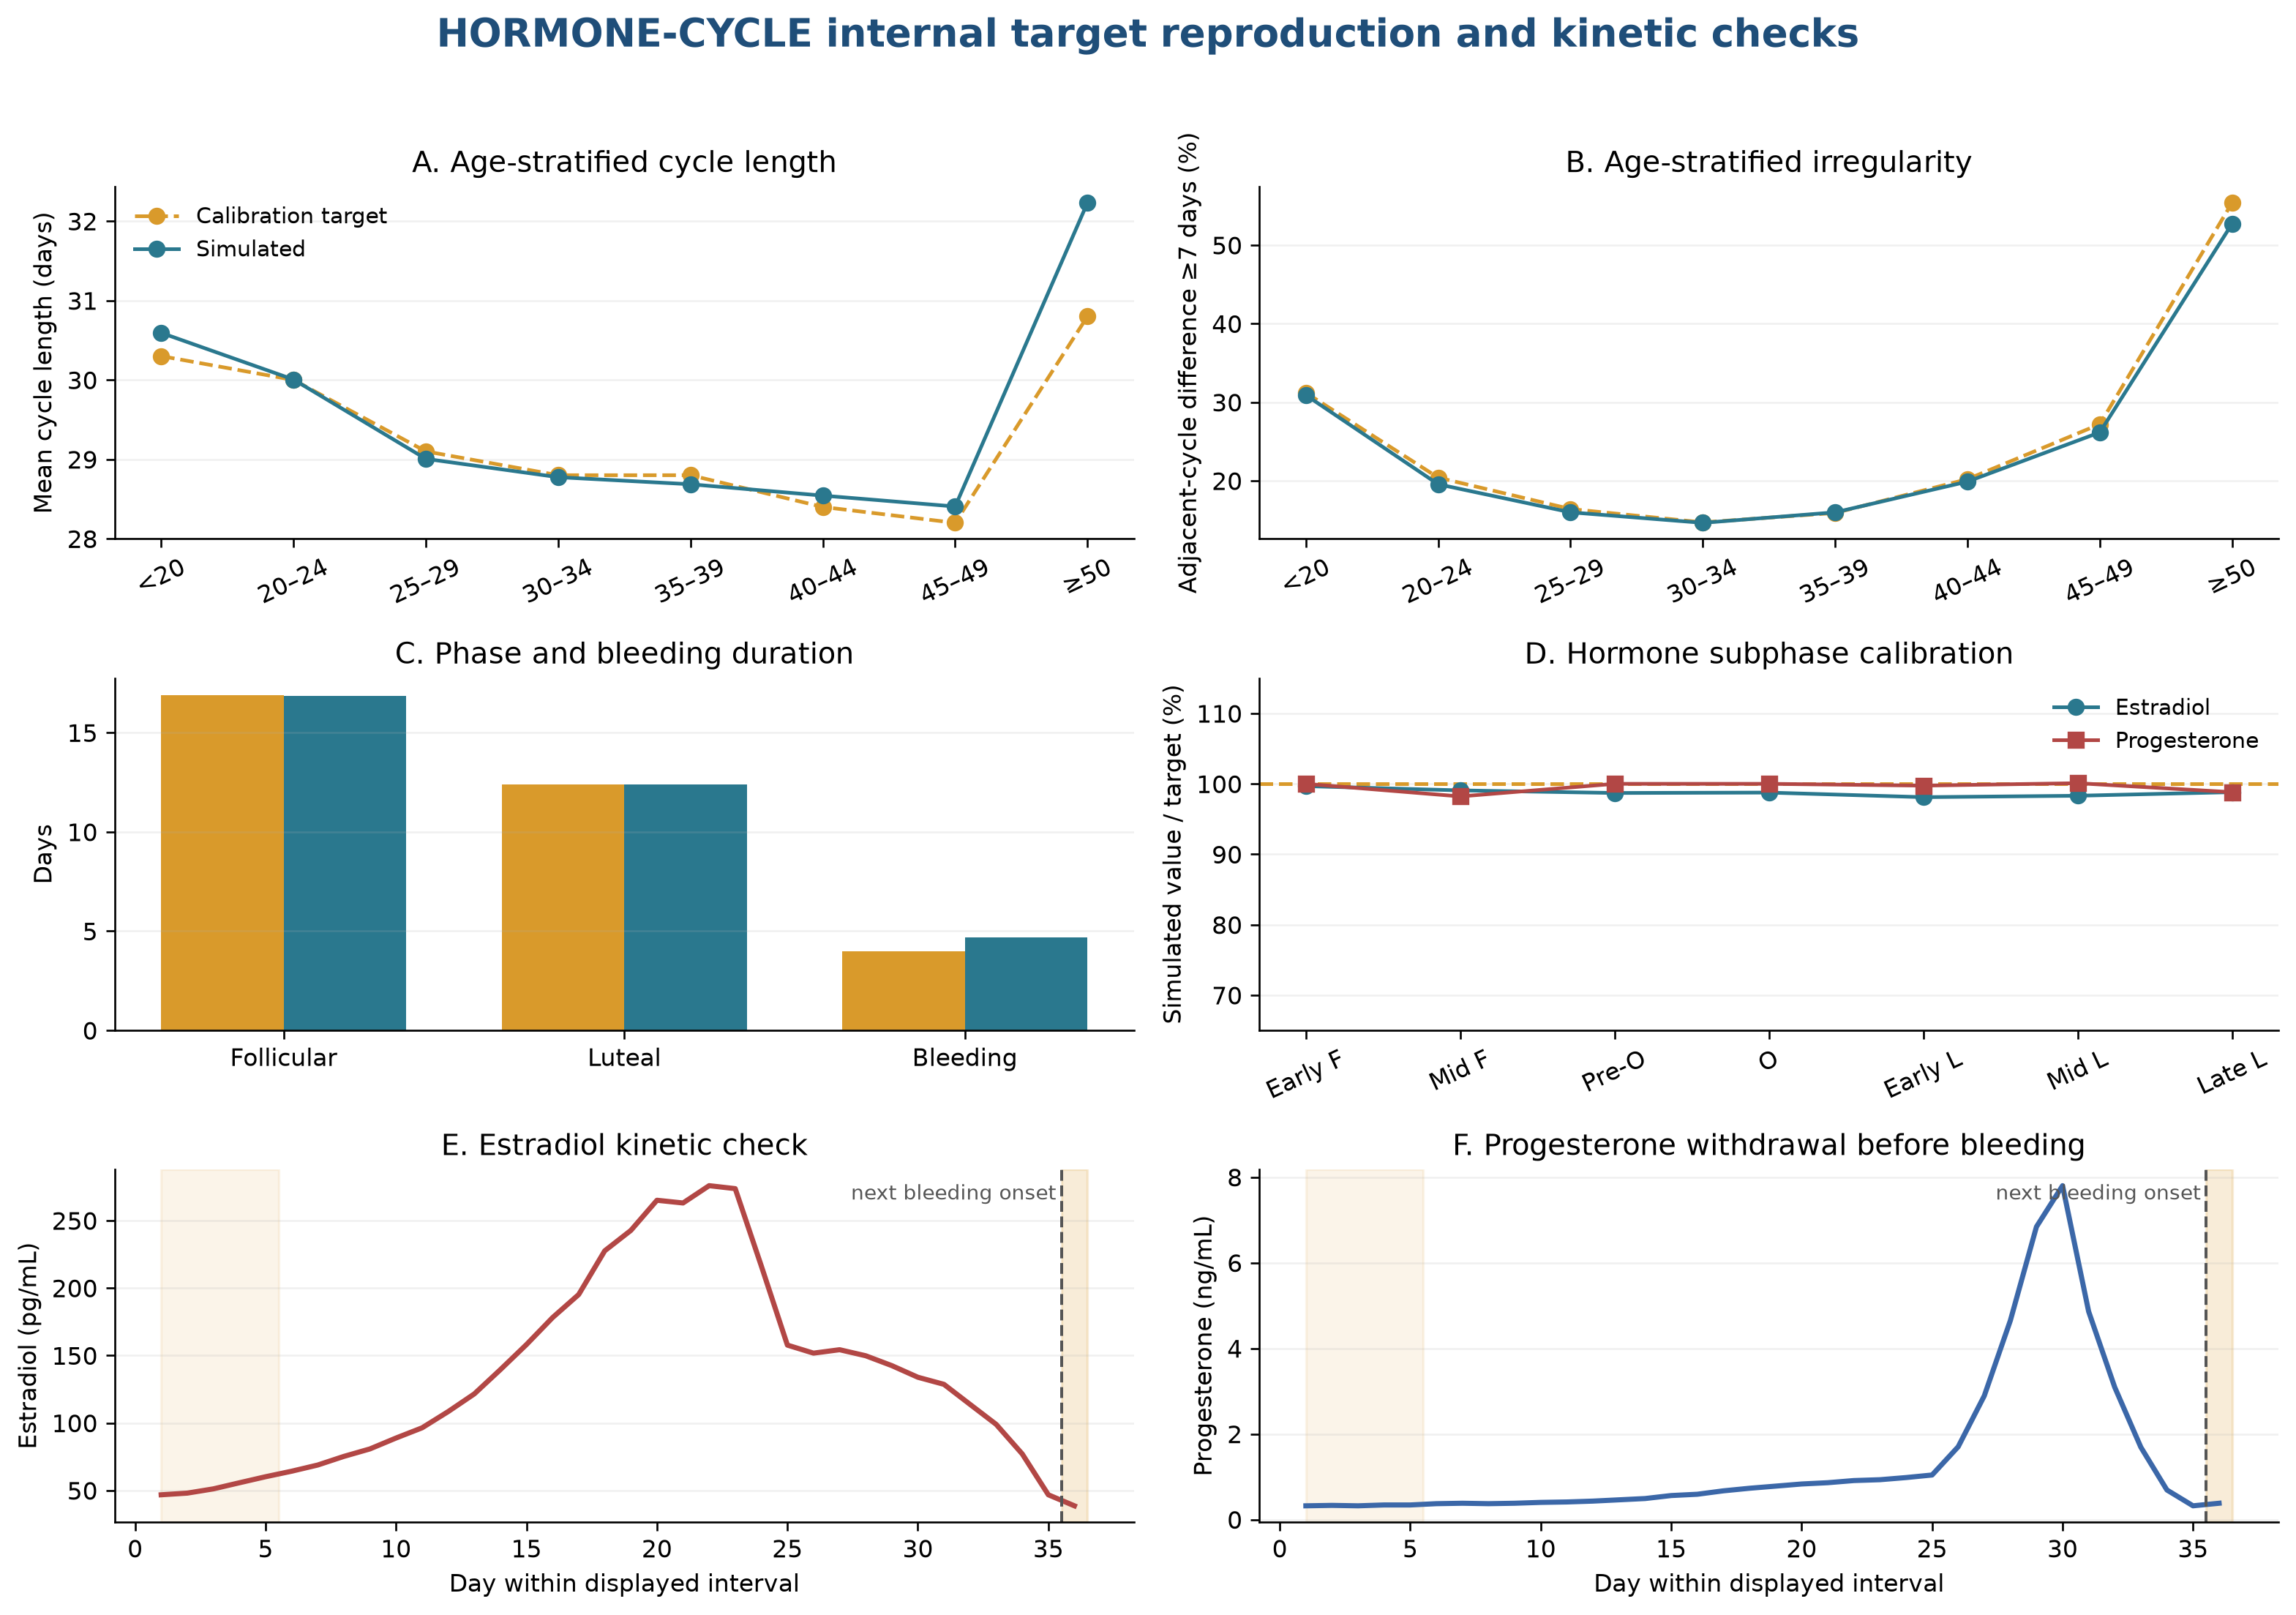 HORMONE-CYCLE internal target reproduction and kinetic checks
A. Age-stratified cycle length
Mean cycle length (days)
Calibration target
Simulated
32
31
30
29
28
<20
20–24
25–29
30–34
35–39
40–44
45–49
≥50
B. Age-stratified irregularity
Adjacent-cycle difference ≥7 days (%)
50
40
30
20
<20
20–24
25–29
30–34
35–39
40–44
45–49
≥50
C. Phase and bleeding duration
Days
15
10
5
0
Follicular
Luteal
Bleeding
D. Hormone subphase calibration
Simulated value / target (%)
Estradiol
Progesterone
110
100
90
80
70
Early F
Mid F
Pre-O
O
Early L
Mid L
Late L
E. Estradiol kinetic check
Estradiol (pg/mL)
next bleeding onset
250
200
150
100
50
0
5
10
15
20
25
30
35
Day within displayed interval
F. Progesterone withdrawal before bleeding
Progesterone (ng/mL)
next bleeding onset
8
6
4
2
0
0
5
10
15
20
25
30
35
Day within displayed interval